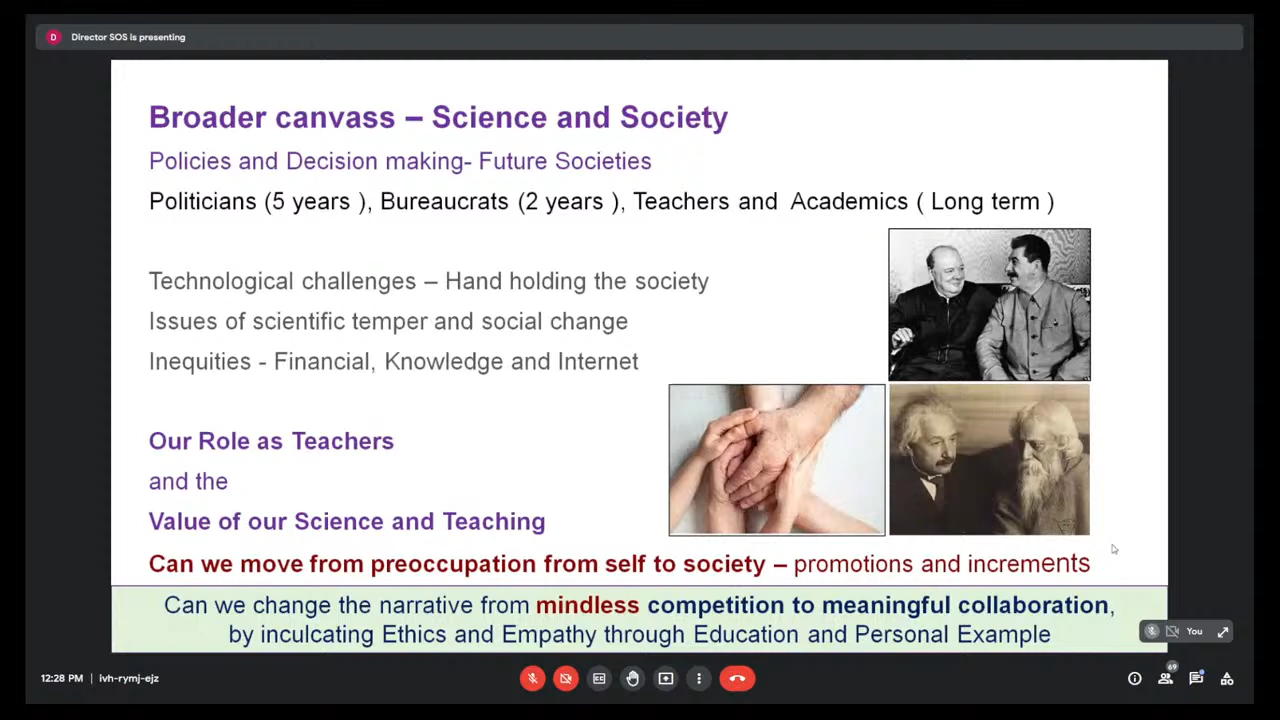 D Director SOS is presenting
Broader canvass – Science and Society
Policies and Decision making- Future Societies
Politicians (5 years ), Bureaucrats (2 years ), Teachers and Academics ( Long term )
Technological challenges – Hand holding the society
Issues of scientific temper and social change
Inequities - Financial, Knowledge and Internet
Our Role as Teachers
and the
Value of our Science and Teaching
Can we move from preoccupation from self to society – promotions and increments
Can we change the narrative from mindless competition to meaningful collaboration,
by inculcating Ethics and Empathy through Education and Personal Example
You
12:28 PM | ivh-rymj-ejz
69